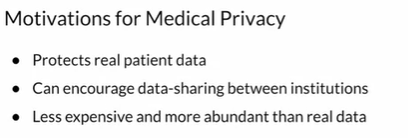 Motivations for Medical Privacy
• Protects real patient data
• Can encourage data-sharing between institutions
• Less expensive and more abundant than real data